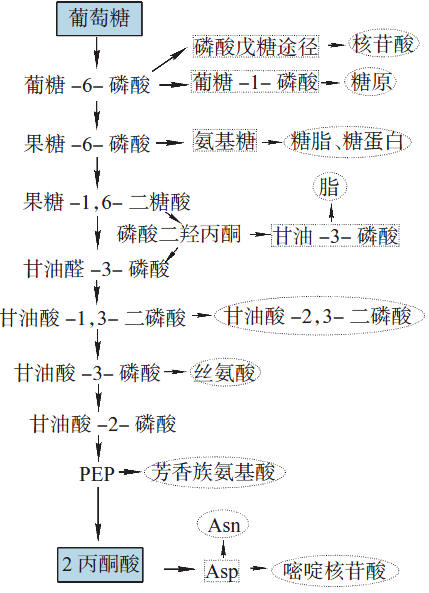 葡萄糖
磷酸戊糖途径
核苷酸
葡糖-6-磷酸
葡糖-1-磷酸
糖原
果糖-6-磷酸
氨基糖
糖脂、糖蛋白
脂
果糖-1,6-二糖酸
磷酸二羟丙酮
甘油-3-磷酸
甘油醛-3-磷酸
甘油酸-1,3-二磷酸
甘油酸-2,3-二磷酸
甘油酸-3-磷酸
丝氨酸
甘油酸-2-磷酸
PEP
芳香族氨基酸
Asn
2丙酮酸
Asp
嘧啶核苷酸